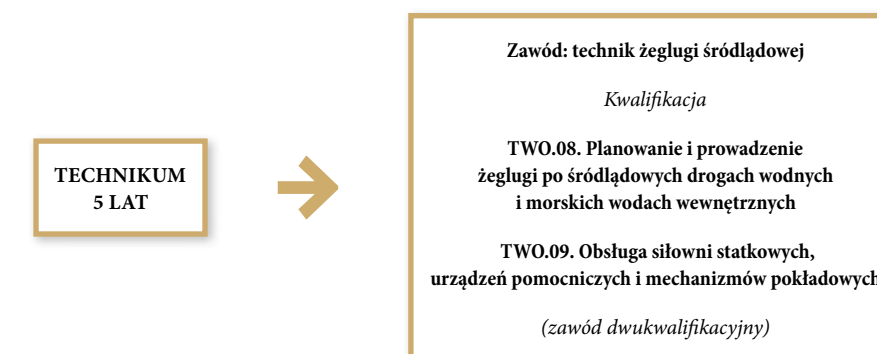 TECHNIKUM
5 LAT
Zawód: technik żeglugi śródlądowej
Kwalifikacja
TWO.08. Planowanie i prowadzenie
żeglugi po śródlądowych drogach wodnych
i morskich wodach wewnętrznych
TWO.09. Obsługa siłowni statkowych,
urządzeń pomocniczych i mechanizmów pokładowych
(zawód dwukwalifikacyjny)